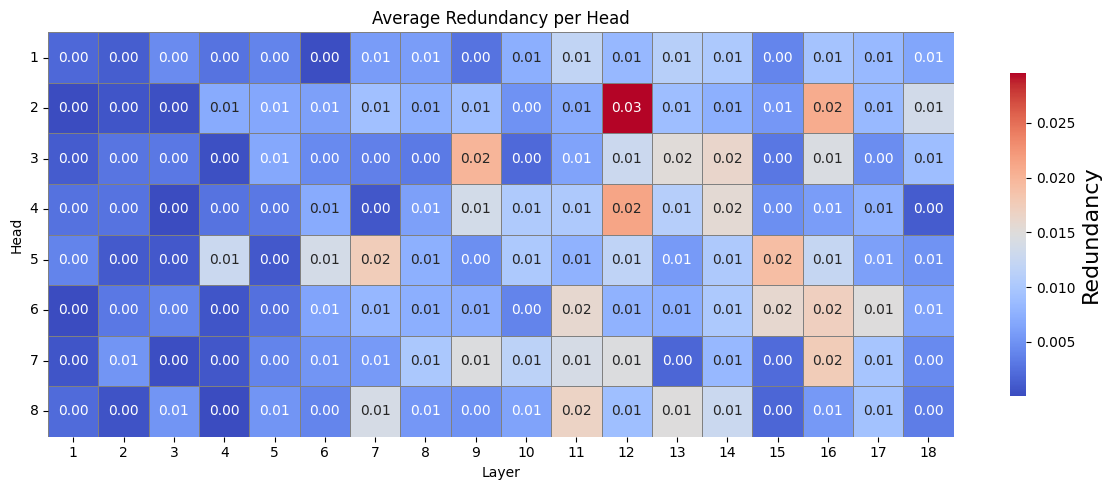 Average Redundancy per Head
1 0.00 0.00 0.00 0.00 0.00 0.00 0.01 0.01 0.00 0.01 0.01 0.01 0.01 0.01 0.00 0.01 0.01 0.01
2 0.00 0.00 0.00 0.01 0.01 0.01 0.01 0.01 0.01 0.00 0.01 0.03 0.01 0.01 0.01 0.02 0.01 0.01
3 0.00 0.00 0.00 0.00 0.01 0.00 0.00 0.00 0.02 0.00 0.01 0.01 0.02 0.02 0.00 0.01 0.00 0.01
4 0.00 0.00 0.00 0.00 0.00 0.01 0.00 0.01 0.01 0.01 0.01 0.02 0.01 0.02 0.00 0.01 0.01 0.00
5 0.00 0.00 0.00 0.01 0.00 0.01 0.02 0.01 0.00 0.01 0.01 0.01 0.01 0.01 0.02 0.01 0.01 0.01
6 0.00 0.00 0.00 0.00 0.00 0.01 0.01 0.01 0.01 0.00 0.02 0.01 0.01 0.01 0.02 0.02 0.01 0.01
7 0.00 0.01 0.00 0.00 0.00 0.01 0.01 0.01 0.01 0.01 0.01 0.01 0.00 0.01 0.00 0.02 0.01 0.00
8 0.00 0.00 0.01 0.00 0.01 0.00 0.01 0.01 0.00 0.01 0.02 0.01 0.01 0.01 0.00 0.01 0.01 0.00
1 2 3 4 5 6 7 8 9 10 11 12 13 14 15 16 17 18
Layer
Head
0.025
0.020
0.015
0.010
0.005
Redundancy